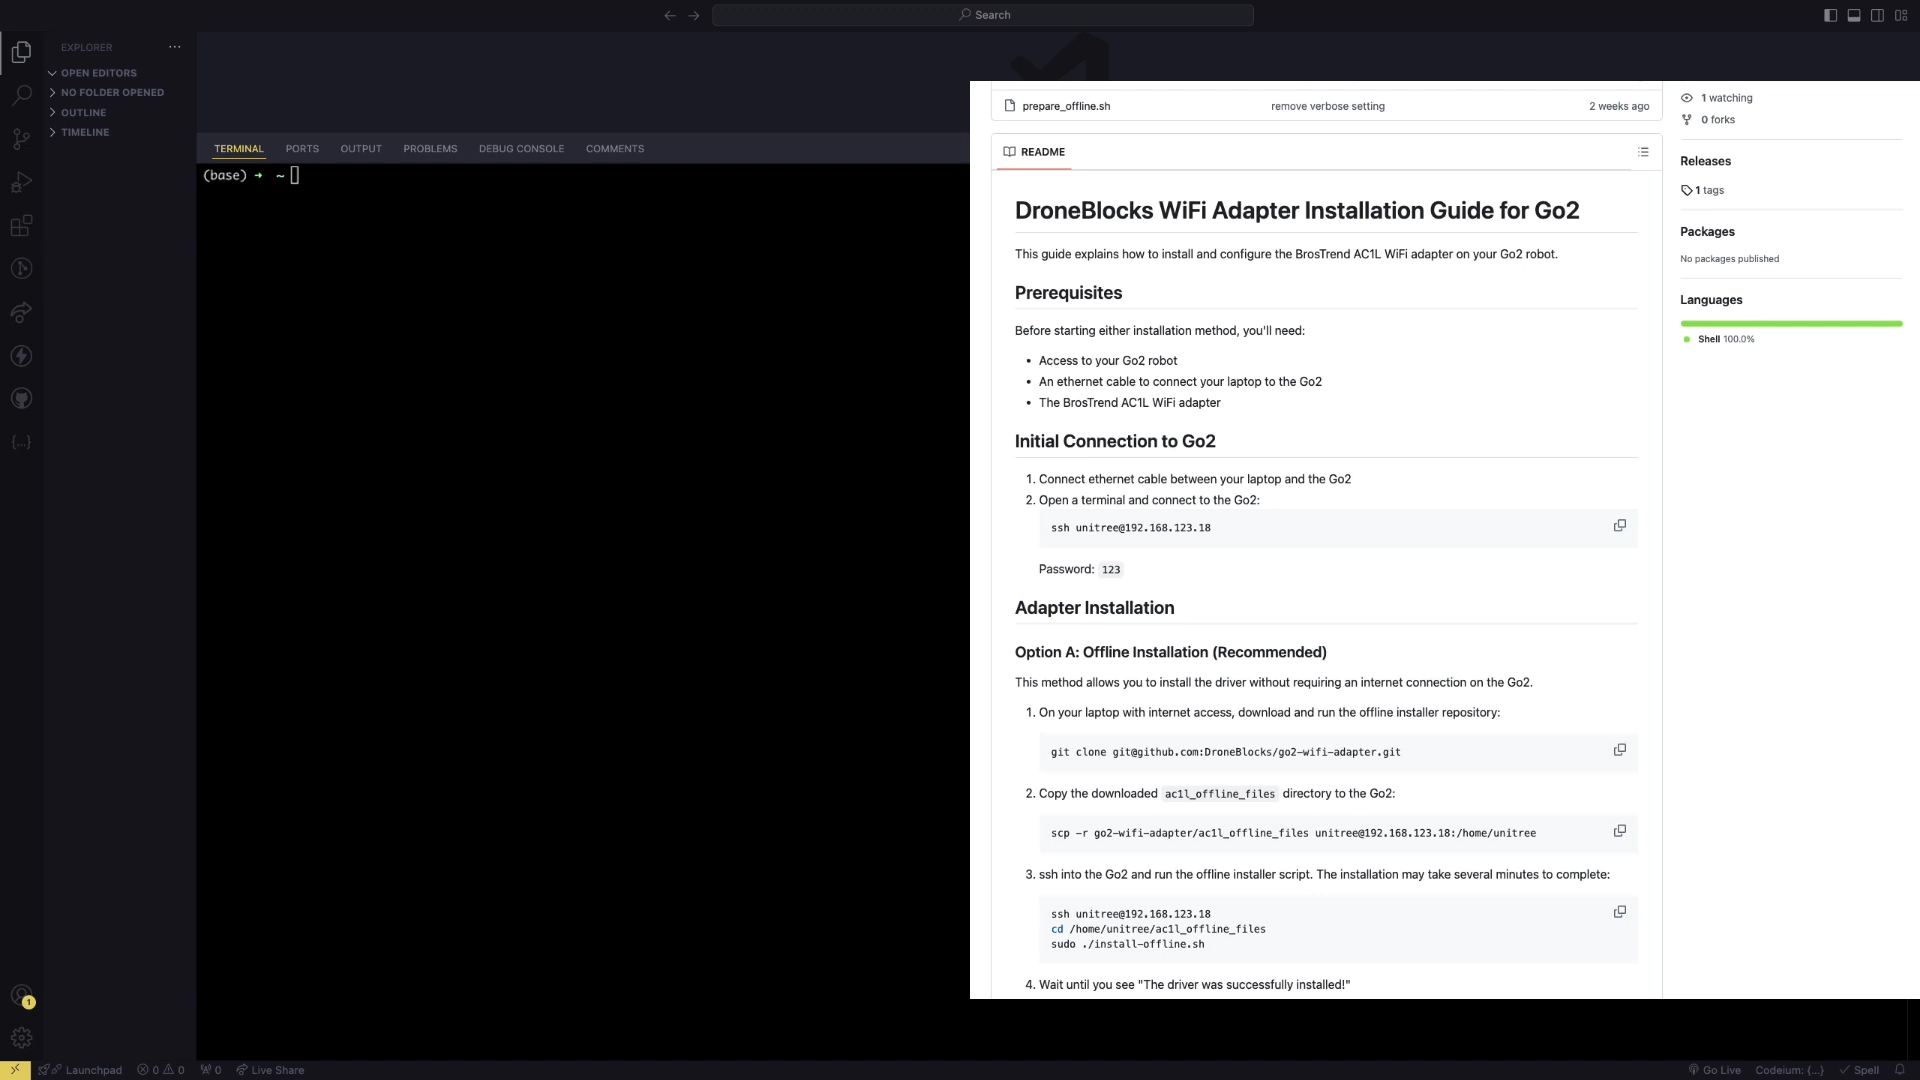 Search
EXPLORER
OPEN EDITORS
NO FOLDER OPENED
OUTLINE
TIMELINE
TERMINAL
PORTS
OUTPUT
PROBLEMS
DEBUG CONSOLE
COMMENTS
(base) ➜ ~
prepare_offline.sh
remove verbose setting
2 weeks ago
README
DroneBlocks WiFi Adapter Installation Guide for Go2
This guide explains how to install and configure the BrosTrend AC1L WiFi adapter on your Go2 robot.
Prerequisites
Before starting either installation method, you'll need:
• Access to your Go2 robot
• An ethernet cable to connect your laptop to the Go2
• The BrosTrend AC1L WiFi adapter
Initial Connection to Go2
1. Connect ethernet cable between your laptop and the Go2
2. Open a terminal and connect to the Go2:
ssh unitree@192.168.123.18
Password: 123
Adapter Installation
Option A: Offline Installation (Recommended)
This method allows you to install the driver without requiring an internet connection on the Go2.
1. On your laptop with internet access, download and run the offline installer repository:
git clone git@github.com:DroneBlocks/go2-wifi-adapter.git
2. Copy the downloaded ac1l_offline_files directory to the Go2:
scp -r go2-wifi-adapter/ac1l_offline_files unitree@192.168.123.18:/home/unitree
3. ssh into the Go2 and run the offline installer script. The installation may take several minutes to complete:
ssh unitree@192.168.123.18
cd /home/unitree/ac1l_offline_files
sudo ./install-offline.sh
4. Wait until you see "The driver was successfully installed!"
1 watching
0 forks
Releases
1 tags
Packages
No packages published
Languages
Shell 100.0%
1
Launchpad
0
0
0
Live Share
Go Live
Codeium: {...}
Spell